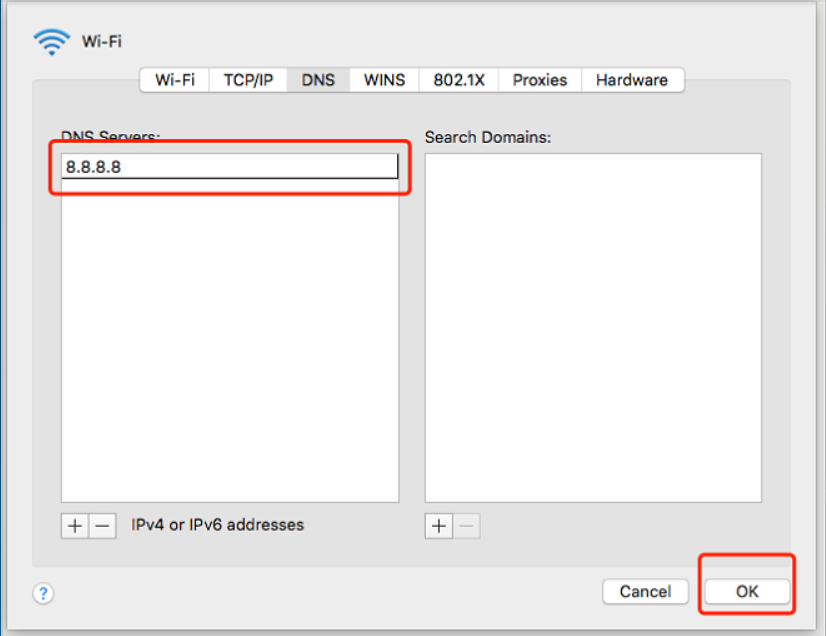 Wi-Fi
Wi-Fi TCP/IP DNS WINS 802.1X Proxies Hardware
DNS Servers: Search Domains:
8.8.8.8
+ − IPv4 or IPv6 addresses + −
? Cancel OK